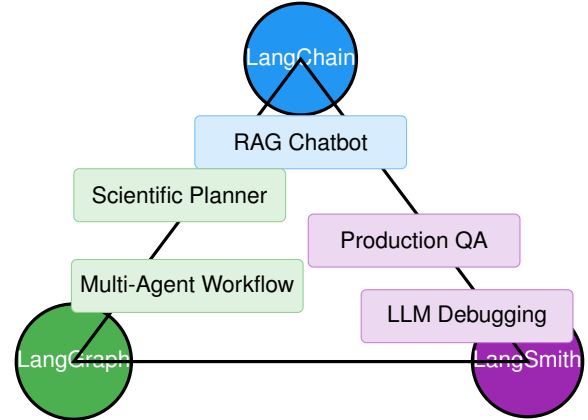 LangChain
RAG Chatbot
Scientific Planner
Production QA
Multi-Agent Workflow
LLM Debugging
LangGraph
LangSmith